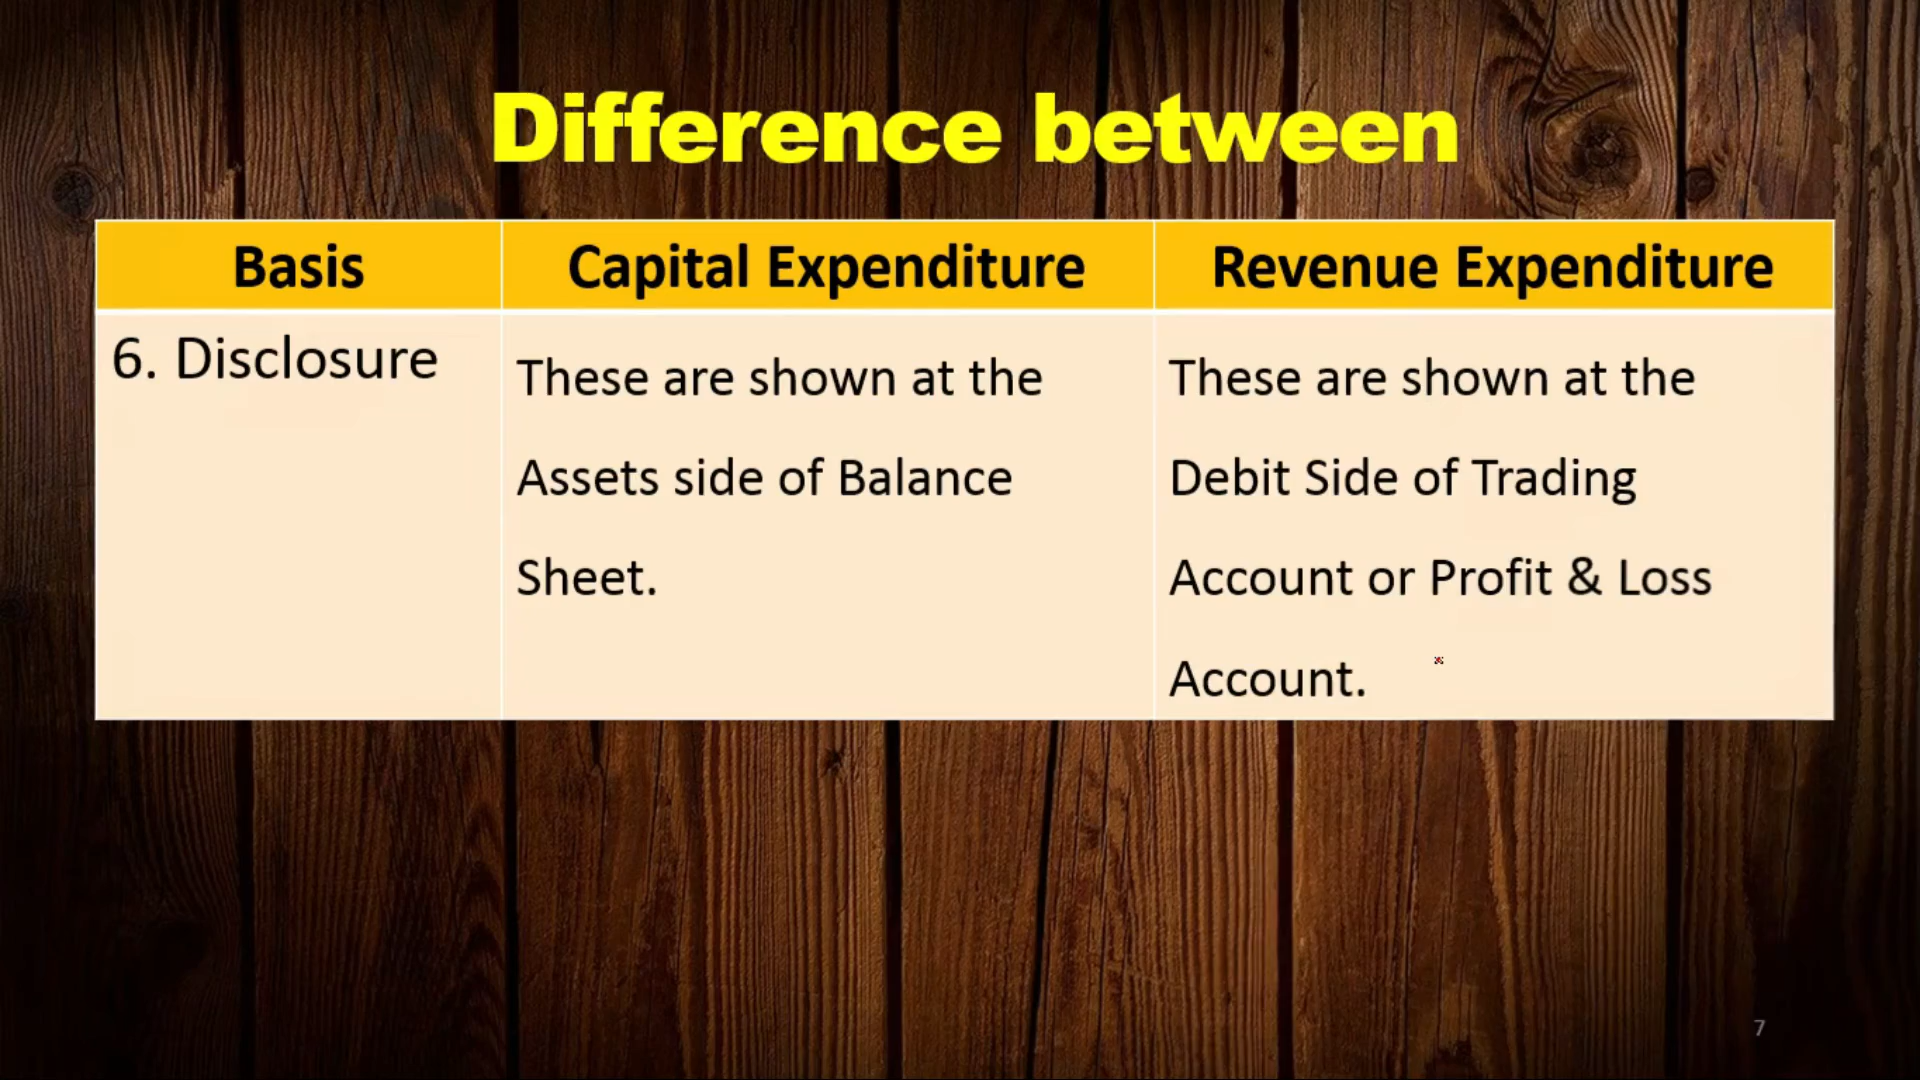 Difference between
Basis
Capital Expenditure
Revenue Expenditure
6. Disclosure
These are shown at the
Assets side of Balance
Sheet.
These are shown at the
Debit Side of Trading
Account or Profit & Loss
Account.
7